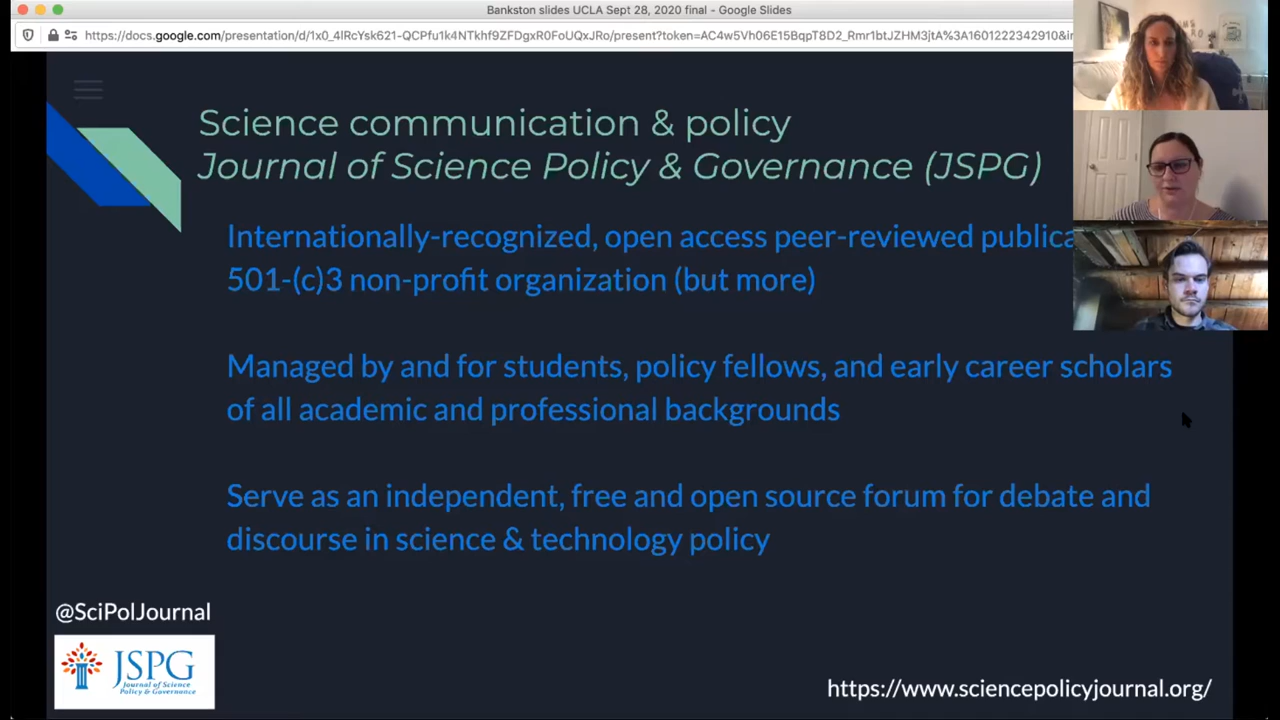 Bankston slides UCLA Sept 28, 2020 final - Google Slides
https://docs.google.com/presentation/d/1x0_4lRcYsk621-QCPfu1k4NTkhf9ZFDgxR0FoUQxJRo/present?token=AC4w5Vh06E15BqpT8D2_Rmr1btJZHM3jtA%3A1601222342910&in
Science communication & policy
Journal of Science Policy & Governance (JSPG)
Internationally-recognized, open access peer-reviewed publica
501-(c)3 non-profit organization (but more)
Managed by and for students, policy fellows, and early career scholars
of all academic and professional backgrounds
Serve as an independent, free and open source forum for debate and
discourse in science & technology policy
@SciPolJournal
JSPG
Journal of Science
Policy & Governance
https://www.sciencepolicyjournal.org/